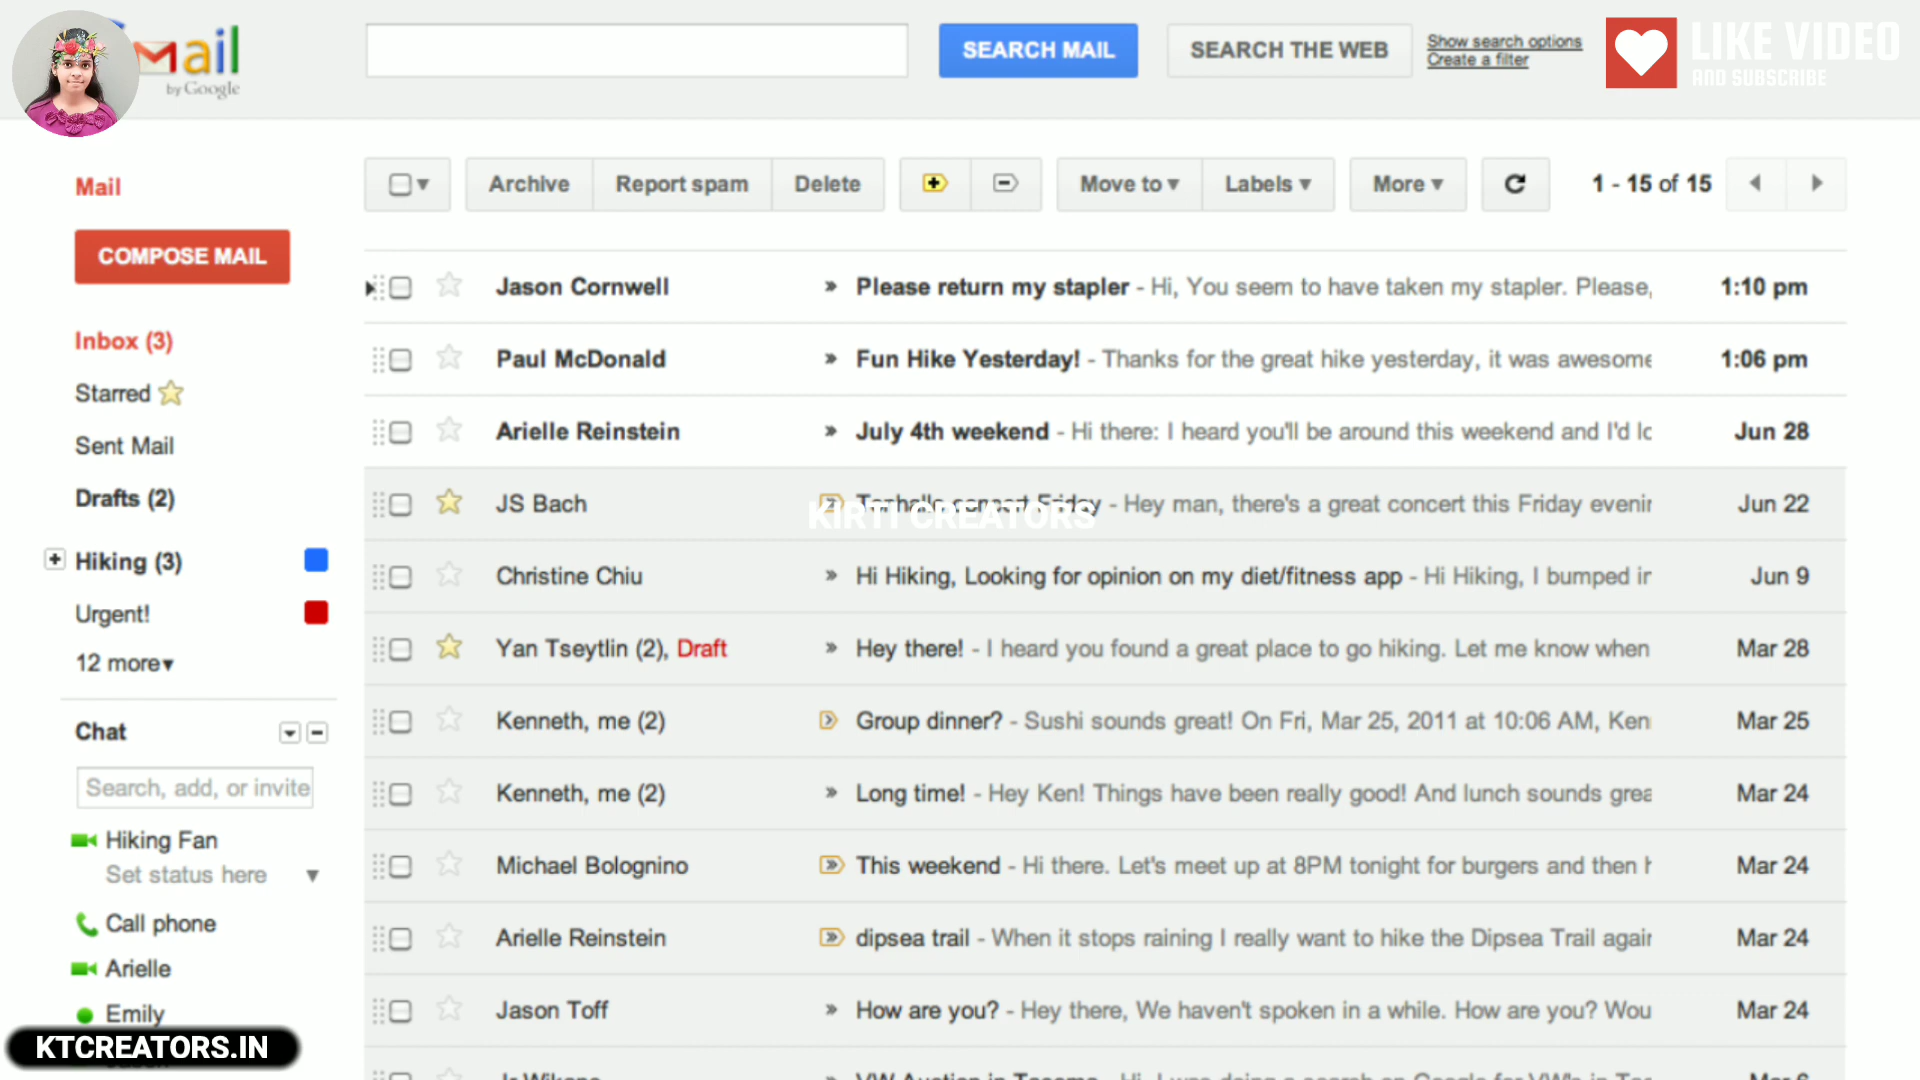 mail
by Google
SEARCH MAIL
SEARCH THE WEB
Show search options
Create a filter
LIKE VIDEO
AND SUBSCRIBE
Mail
COMPOSE MAIL
Inbox (3)
Starred
Sent Mail
Drafts (2)
Hiking (3)
Urgent!
12 more▾
Chat
Search, add, or invite
Hiking Fan
Set status here
Call phone
Arielle
Emily
KTCREATORS.IN
Archive Report spam Delete Move to ▾ Labels ▾ More ▾ 1 - 15 of 15
Jason Cornwell » Please return my stapler - Hi, You seem to have taken my stapler. Please, 1:10 pm
Paul McDonald » Fun Hike Yesterday! - Thanks for the great hike yesterday, it was awesome 1:06 pm
Arielle Reinstein » July 4th weekend - Hi there: I heard you'll be around this weekend and I'd Jun 28
JS Bach » concert Friday - Hey man, there's a great concert this Friday Jun 22
KIRTI CREATORS
Christine Chiu » Hi Hiking, Looking for opinion on my diet/fitness app - Hi Hiking, I bumped Jun 9
Yan Tseytlin (2), Draft » Hey there! - I heard you found a great place to go hiking. Let me know when Mar 28
Kenneth, me (2) › Group dinner? - Sushi sounds great! On Fri, Mar 25, 2011 at 10:06 AM, Ken Mar 25
Kenneth, me (2) » Long time! - Hey Ken! Things have been really good! And lunch sounds Mar 24
Michael Bolognino » This weekend - Hi there. Let's meet up at 8PM tonight for burgers and then Mar 24
Arielle Reinstein » dipsea trail - When it stops raining I really want to hike the Dipsea Trail Mar 24
Jason Toff » How are you? - Hey there, We haven't spoken in a while. How are you? Wou Mar 24